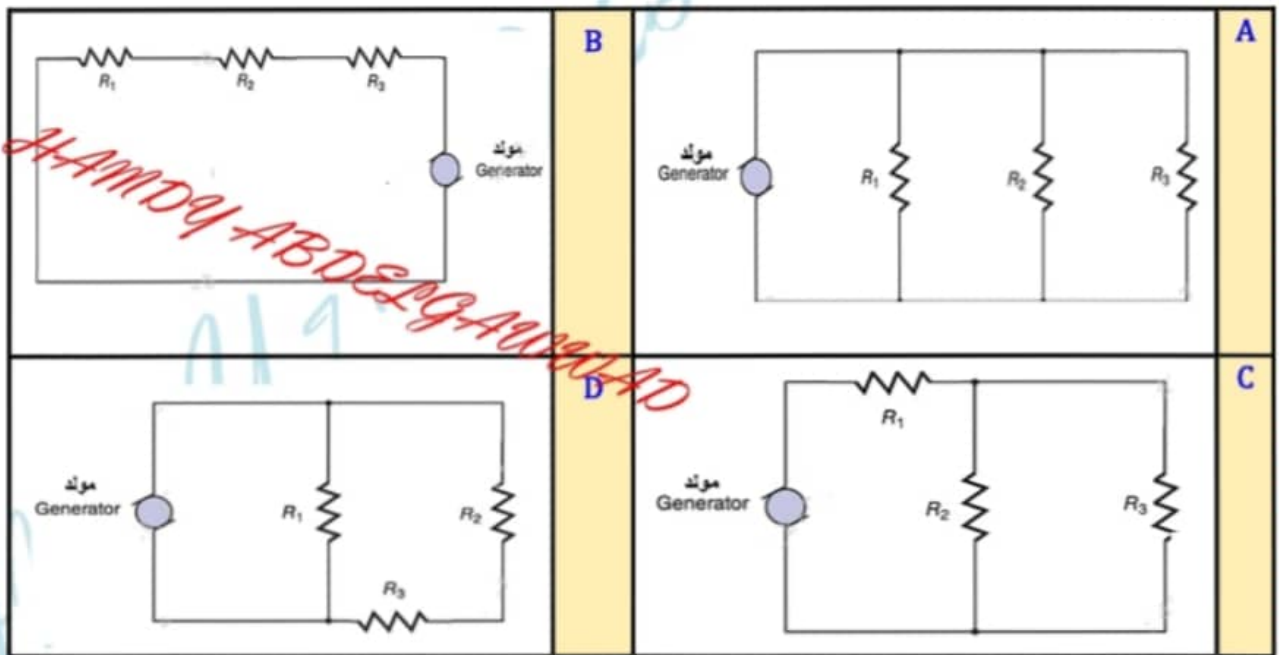 A
مولد
Generator
R₁
R₂
R₃
B
R₁
R₂
R₃
مولد
Generator
HAMDY ABDELGAWWAD
C
R₁
مولد
Generator
R₂
R₃
D
مولد
Generator
R₁
R₂
R₃